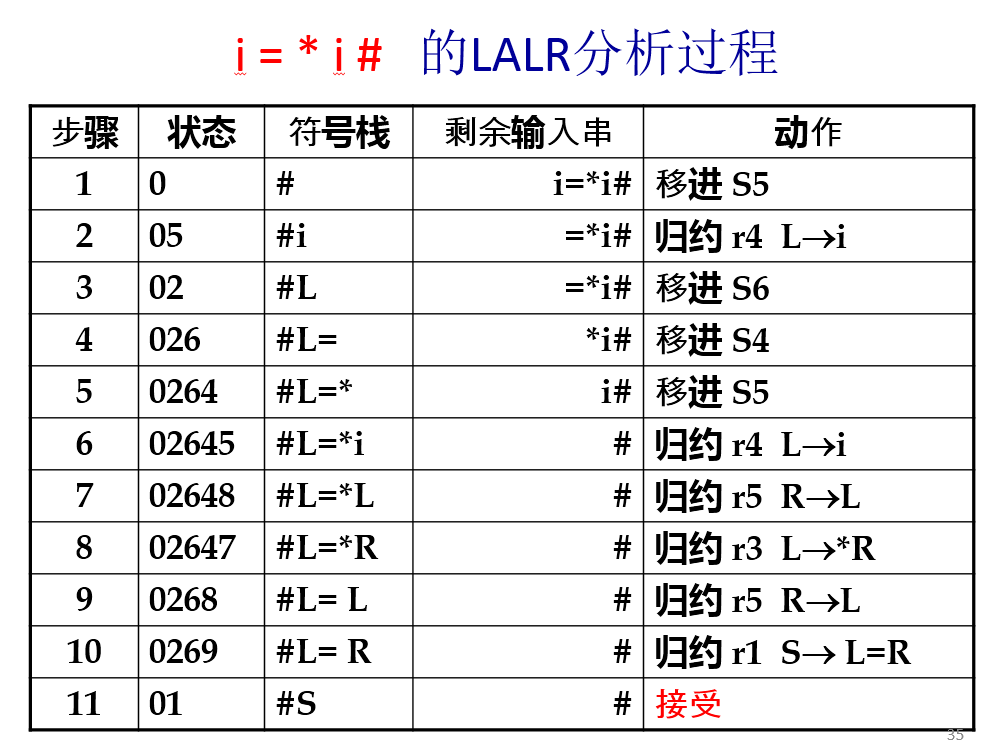 i = * i # 的LALR分析过程
步骤 状态 符号栈 剩余输入串 动作
1 0 # i=*i# 移进 S5
2 05 #i =*i# 归约 r4 L→i
3 02 #L =*i# 移进 S6
4 026 #L= *i# 移进 S4
5 0264 #L=* i# 移进 S5
6 02645 #L=*i # 归约 r4 L→i
7 02648 #L=*L # 归约 r5 R→L
8 02647 #L=*R # 归约 r3 L→*R
9 0268 #L= L # 归约 r5 R→L
10 0269 #L= R # 归约 r1 S→ L=R
11 01 #S # 接受
35